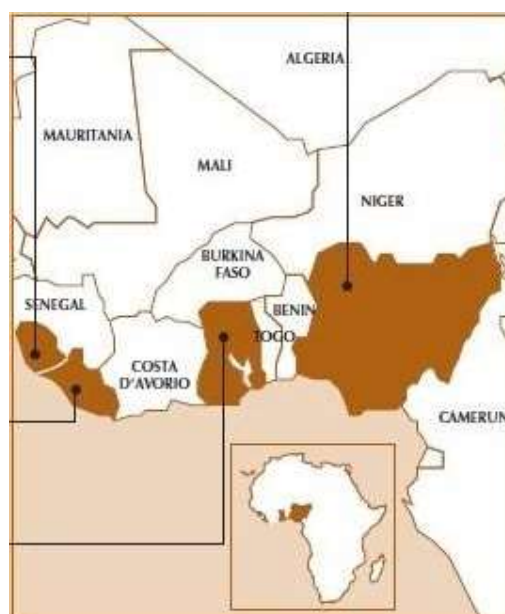 ALGERIA
MAURITANIA
MALI
NIGER
BURKINA
FASO
SENEGAL
BENIN
TOGO
COSTA
D'AVORIO
CAMERUN